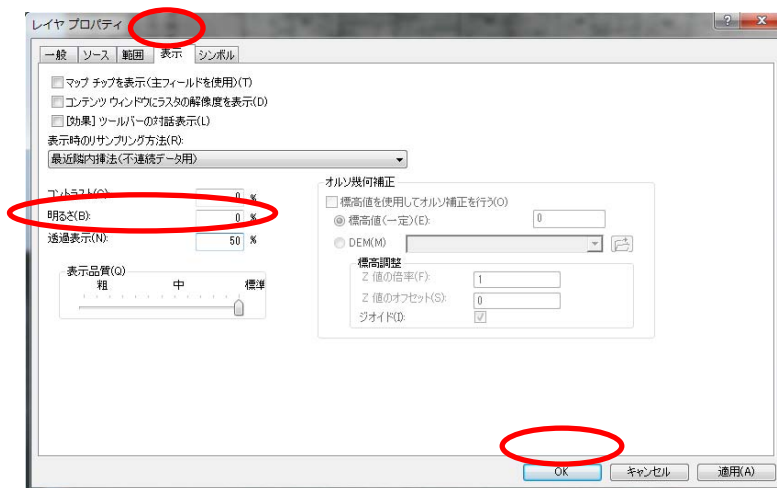 レイヤ プロパティ
一般 ソース 範囲 表示 シンボル
マップ チップを表示(主フィールドを使用)(T)
コンテンツ ウィンドウにラスタの解像度を表示(D)
[効果] ツールバーの対話表示(L)
表示時のリサンプリング方法(R):
最近隣内挿法(不連続データ用)
コントラスト(C): 0 %
明るさ(B): 0 %
透過表示(N): 50 %
表示品質(Q)
粗 中 標準
オルソ幾何補正
標高値を使用してオルソ補正を行う(O)
標高値(一定)(E): 0
DEM(M)
標高調整
Z 値の倍率(F): 1
Z 値のオフセット(S): 0
ジオイド(I):
OK キャンセル 適用(A)